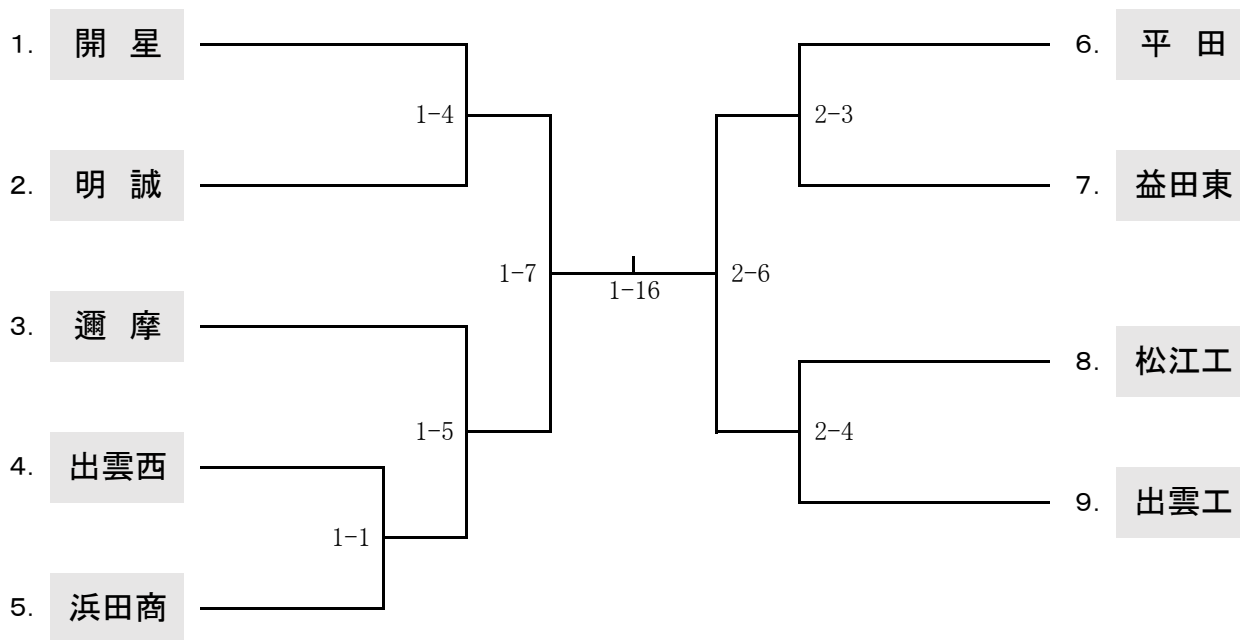 1. 開 星
1-4
2. 明 誠
1-7
3. 邇 摩
1-5
4. 出雲西
1-1
5. 浜田商
1-16
6. 平 田
2-3
7. 益田東
2-6
8. 松江工
2-4
9. 出雲工